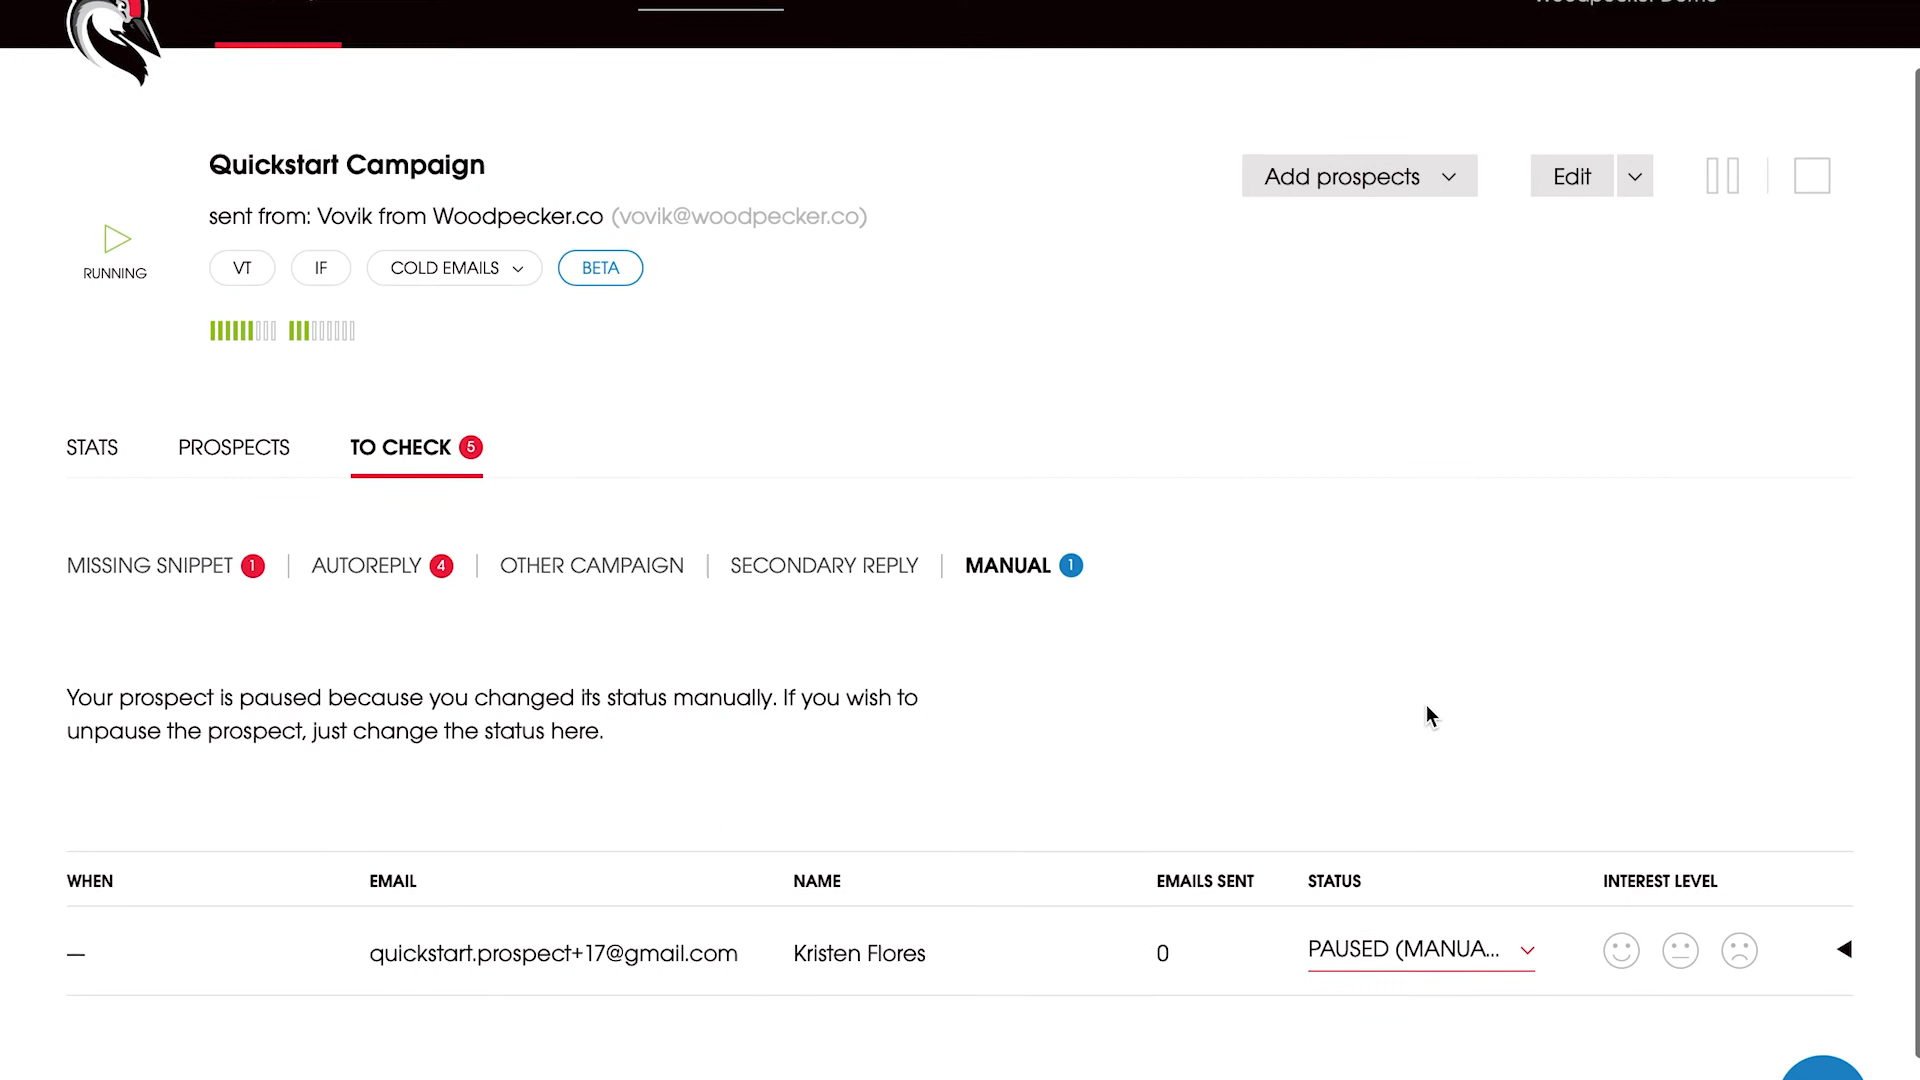 Quickstart Campaign
Add prospects
Edit
sent from: Vovik from Woodpecker.co (vovik@woodpecker.co)
RUNNING
VT
IF
COLD EMAILS
BETA
STATS
PROSPECTS
TO CHECK 5
MISSING SNIPPET 1
AUTOREPLY 4
OTHER CAMPAIGN
SECONDARY REPLY
MANUAL 1
Your prospect is paused because you changed its status manually. If you wish to
unpause the prospect, just change the status here.
WHEN EMAIL NAME EMAILS SENT STATUS INTEREST LEVEL
— quickstart.prospect+17@gmail.com Kristen Flores 0 PAUSED (MANUA...